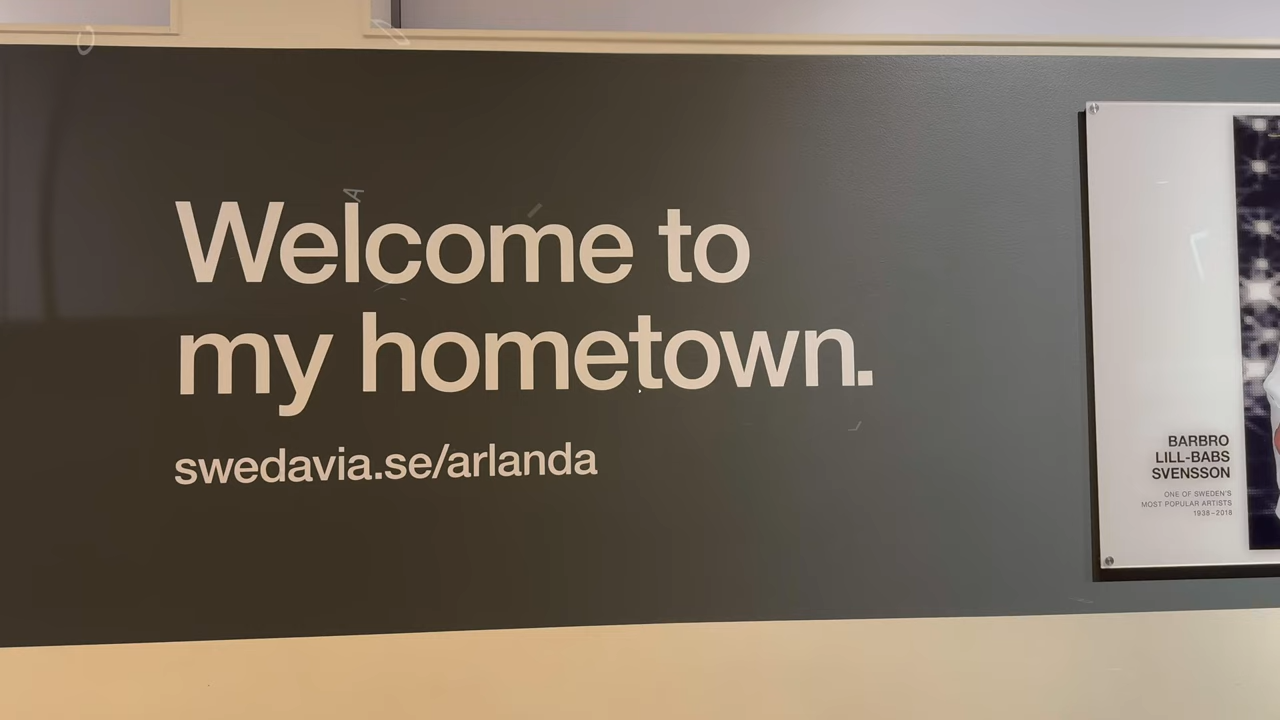 Welcome to
my hometown.
swedavia.se/arlanda
BARBRO
LILL-BABS
SVENSSON
ONE OF SWEDEN'S
MOST POPULAR ARTISTS
1938–2018